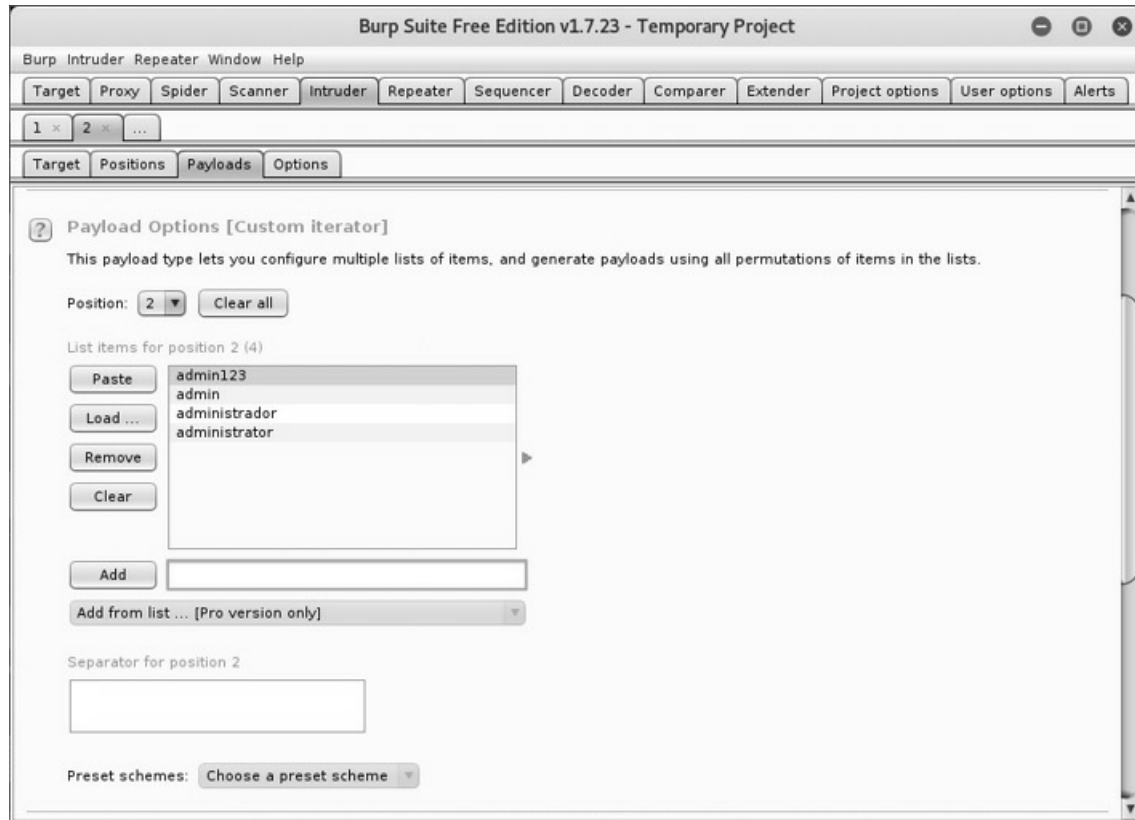 Burp Suite Free Edition v1.7.23 - Temporary Project
Burp Intruder Repeater Window Help
Target Proxy Spider Scanner Intruder Repeater Sequencer Decoder Comparer Extender Project options User options Alerts
1 × 2 × ...
Target Positions Payloads Options
? Payload Options [Custom iterator]
This payload type lets you configure multiple lists of items, and generate payloads using all permutations of items in the lists.
Position: 2 Clear all
List items for position 2 (4)
Paste
Load ...
Remove
Clear
admin123
admin
administrador
administrator
Add
Add from list ... [Pro version only]
Separator for position 2
Preset schemes: Choose a preset scheme